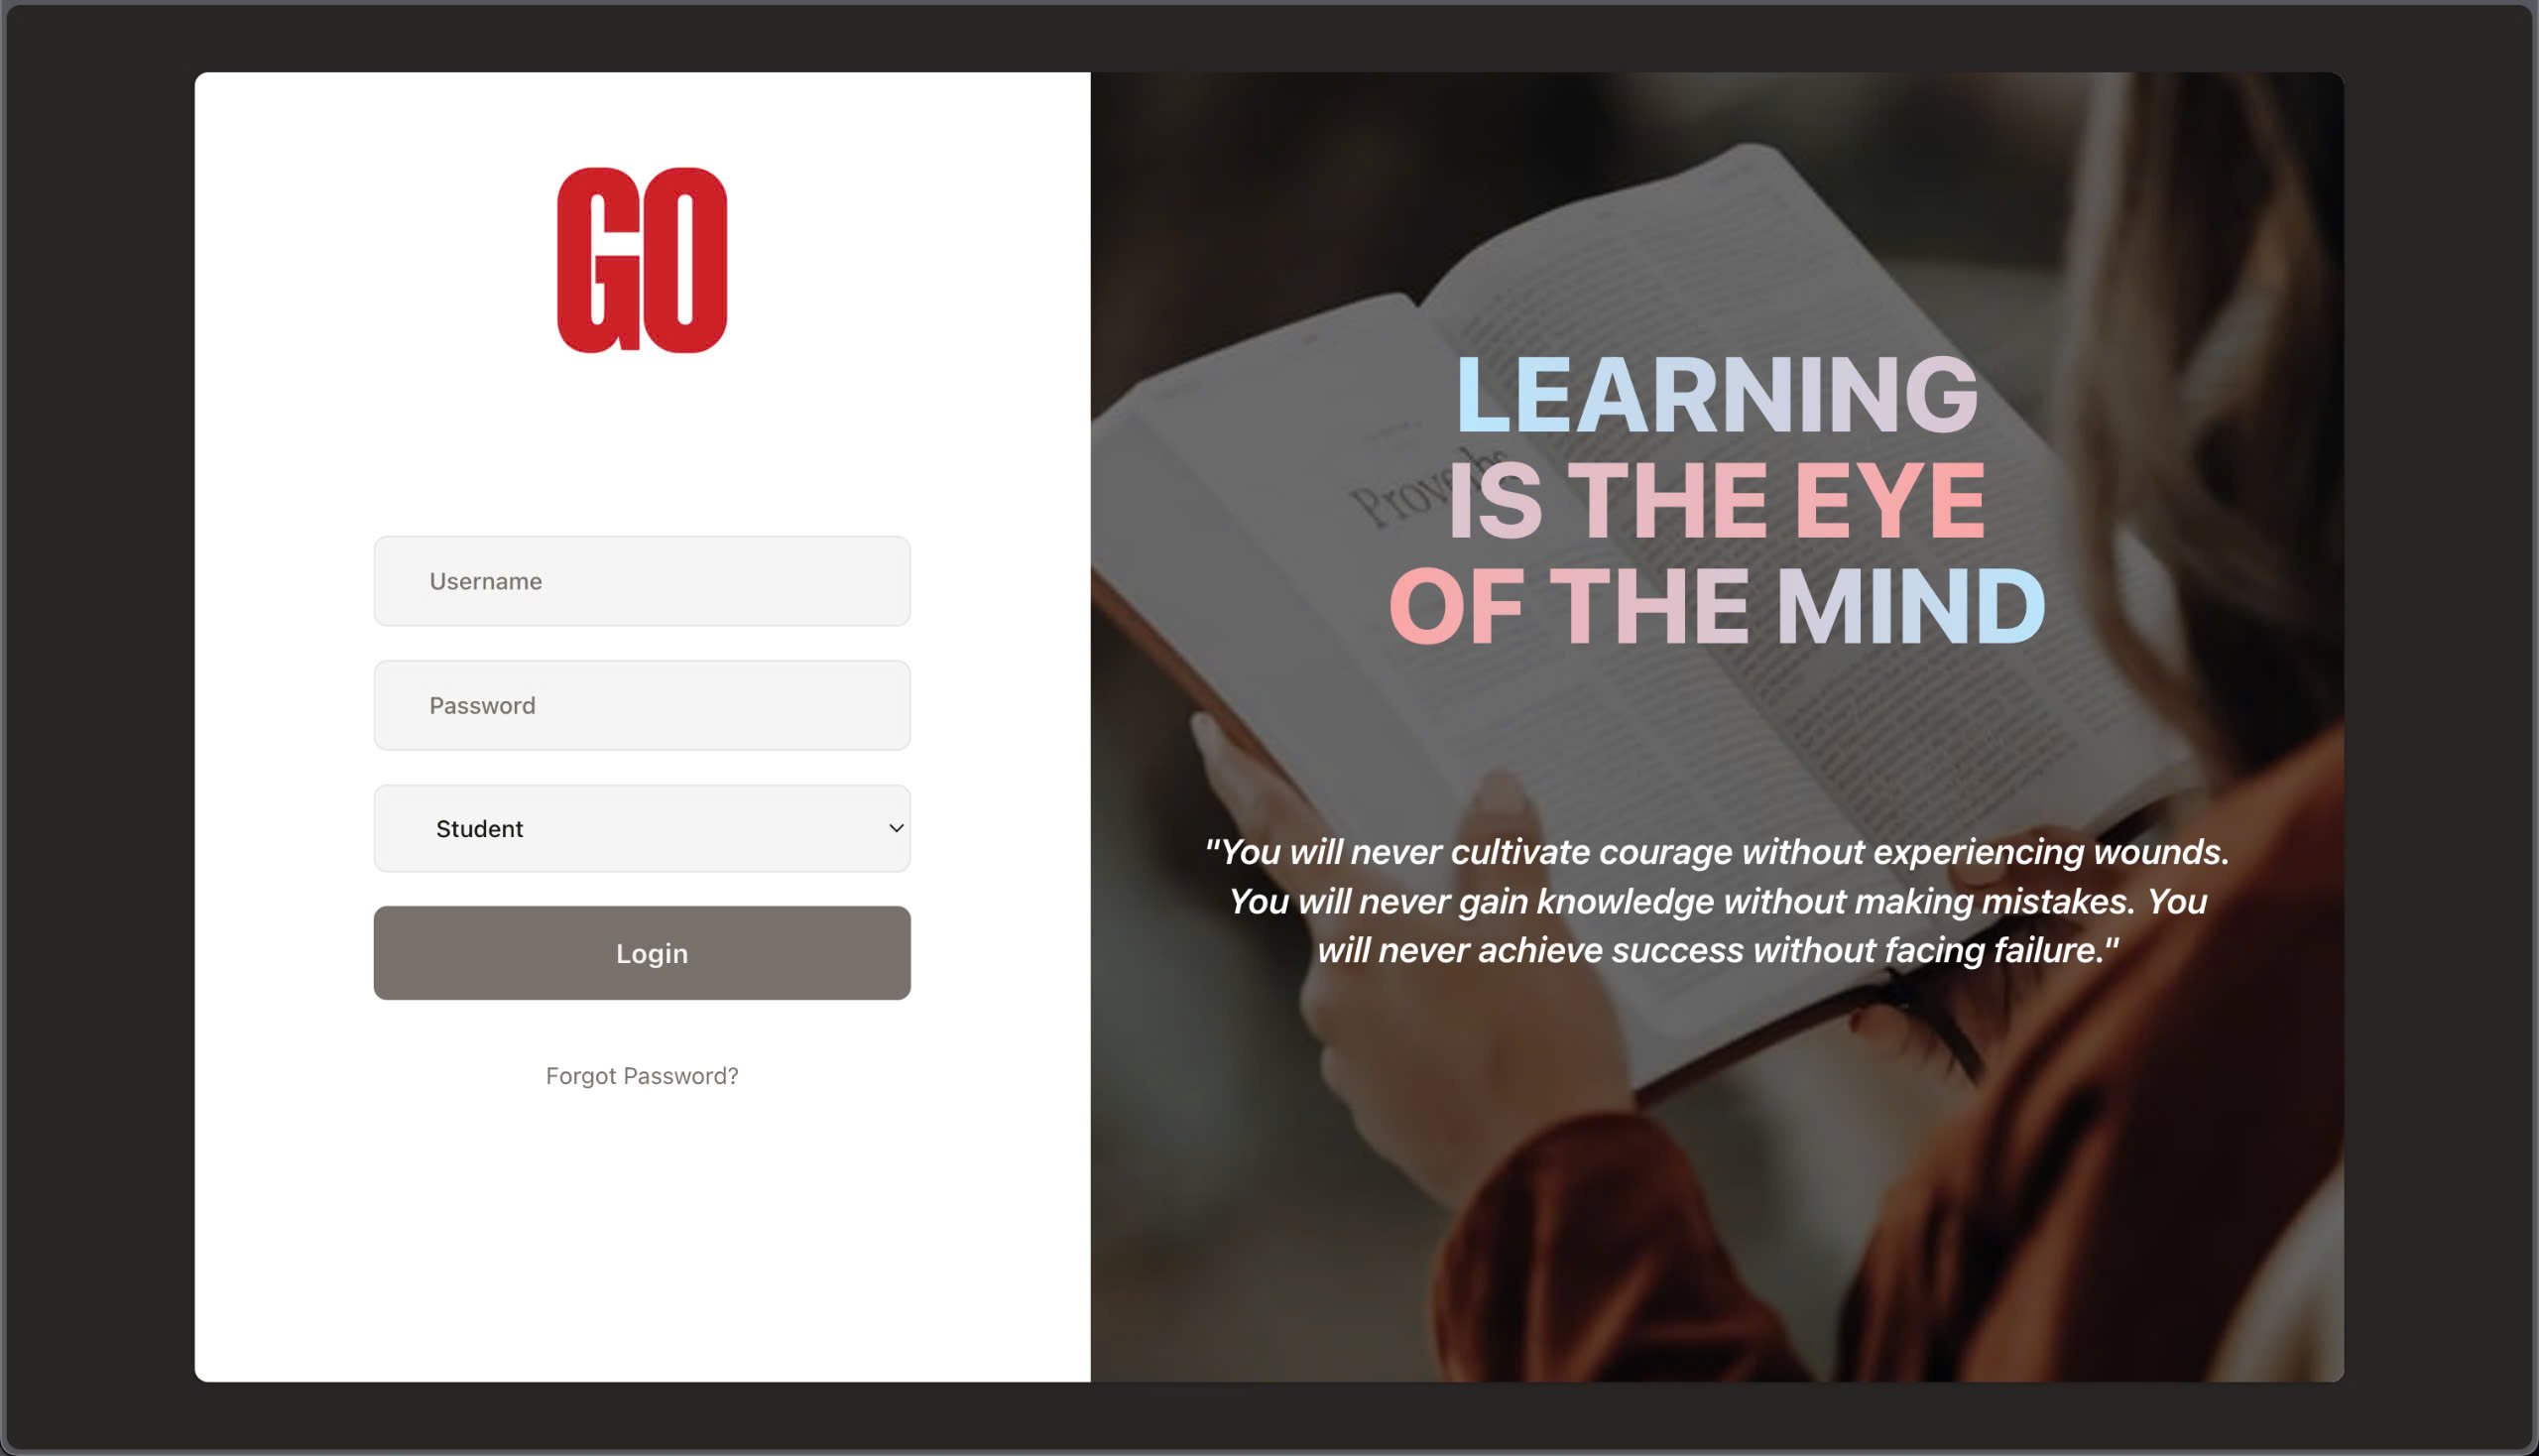 GO
Username
Password
Student
Login
Forgot Password?
LEARNING
IS THE EYE
OF THE MIND
Proverbs
"You will never cultivate courage without experiencing wounds.
You will never gain knowledge without making mistakes. You
will never achieve success without facing failure."